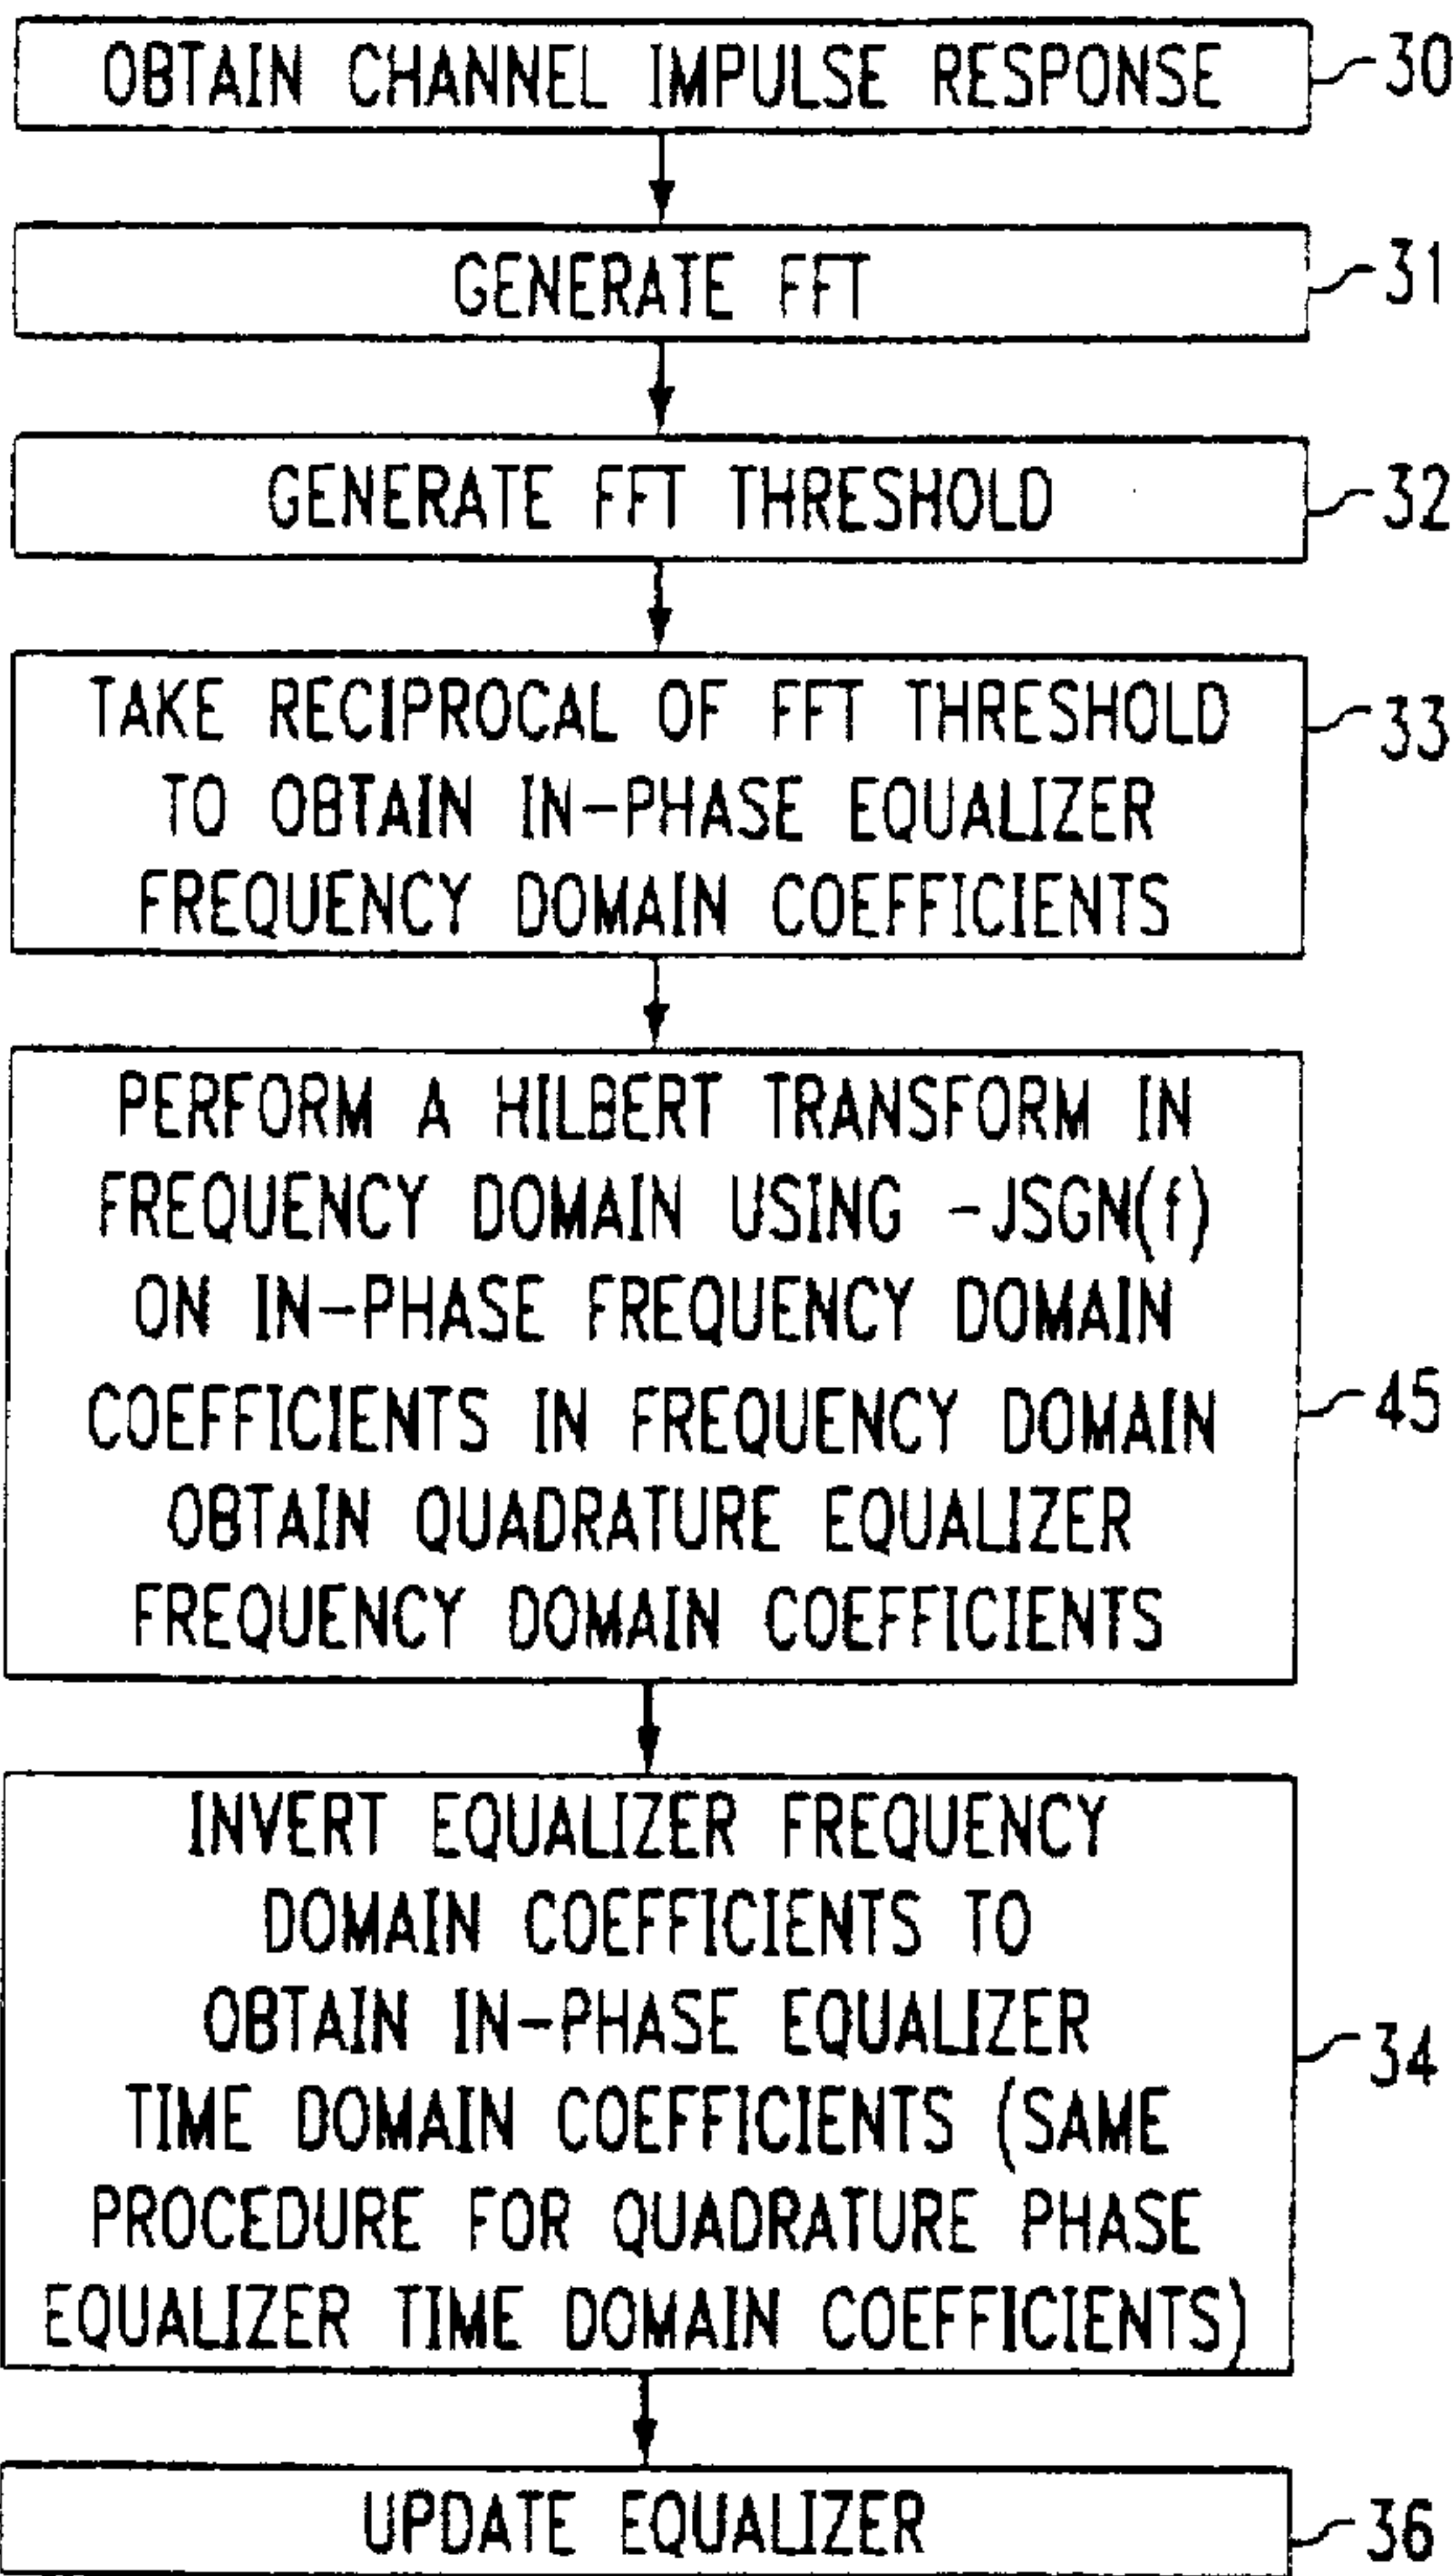 OBTAIN CHANNEL IMPULSE RESPONSE 30
GENERATE FFT 31
GENERATE FFT THRESHOLD 32
TAKE RECIPROCAL OF FFT THRESHOLD 33
TO OBTAIN IN-PHASE EQUALIZER
FREQUENCY DOMAIN COEFFICIENTS
PERFORM A HILBERT TRANSFORM IN
FREQUENCY DOMAIN USING -JSGN(f)
ON IN-PHASE FREQUENCY DOMAIN
COEFFICIENTS IN FREQUENCY DOMAIN 45
OBTAIN QUADRATURE EQUALIZER
FREQUENCY DOMAIN COEFFICIENTS
INVERT EQUALIZER FREQUENCY
DOMAIN COEFFICIENTS TO
OBTAIN IN-PHASE EQUALIZER 34
TIME DOMAIN COEFFICIENTS (SAME
PROCEDURE FOR QUADRATURE PHASE
EQUALIZER TIME DOMAIN COEFFICIENTS)
UPDATE EQUALIZER 36